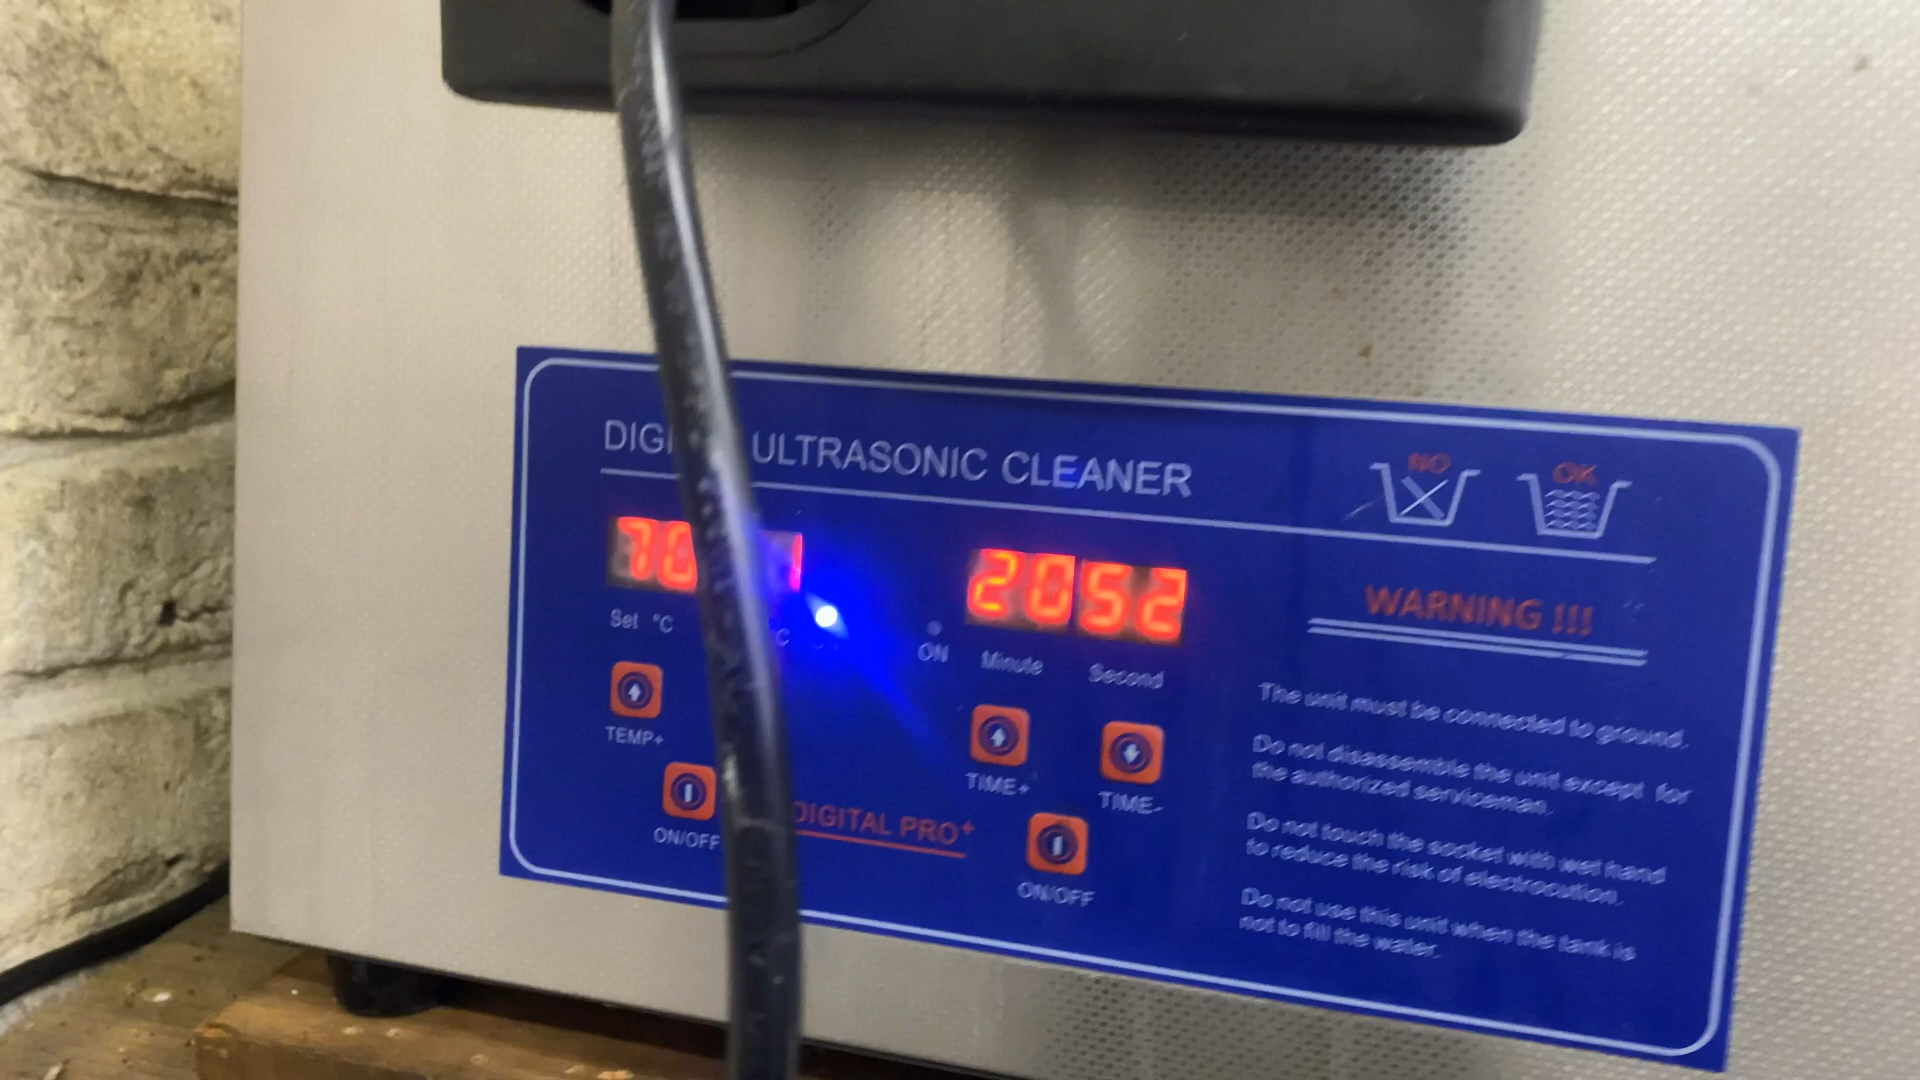 DIGI ULTRASONIC CLEANER
NO
OK
70
1
2052
Set °C
C
ON
Minute
Second
TEMP+
TIME+
TIME-
ON/OFF
DIGITAL PRO+
ON/OFF
WARNING !!!
The unit must be connected to ground.
Do not disassemble the unit except for
the authorized serviceman.
Do not touch the socket with wet hand
to reduce the risk of electrocution.
Do not use this unit when the tank is
not to fill the water.